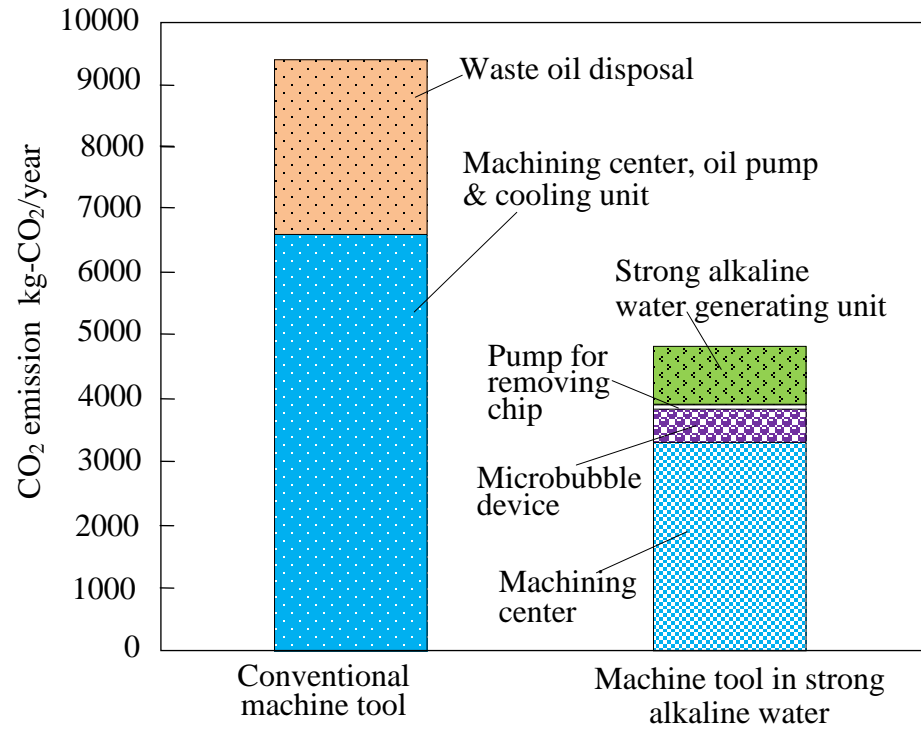 10000
9000
8000
7000
6000
5000
4000
3000
2000
1000
0
CO₂ emission kg-CO₂/year
Waste oil disposal
Machining center, oil pump
& cooling unit
Strong alkaline
water generating unit
Pump for
removing
chip
Microbubble
device
Machining
center
Conventional
machine tool
Machine tool in strong
alkaline water